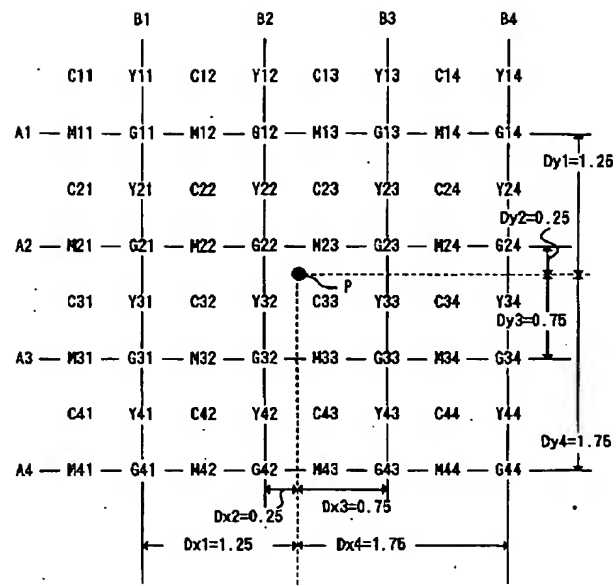 B1 B2 B3 B4
C11 Y11 C12 Y12 C13 Y13 C14 Y14
A1 M11 G11 M12 G12 M13 G13 M14 G14
Dy1=1.25
C21 Y21 C22 Y22 C23 Y23 C24 Y24
Dy2=0.25
A2 M21 G21 M22 G22 M23 G23 M24 G24
P
C31 Y31 C32 Y32 C33 Y33 C34 Y34
Dy3=0.75
A3 M31 G31 M32 G32 M33 G33 M34 G34
C41 Y41 C42 Y42 C43 Y43 C44 Y44
Dy4=1.75
A4 M41 G41 M42 G42 M43 G43 M44 G44
Dx2=0.25 Dx3=0.75
Dx1=1.25 Dx4=1.75